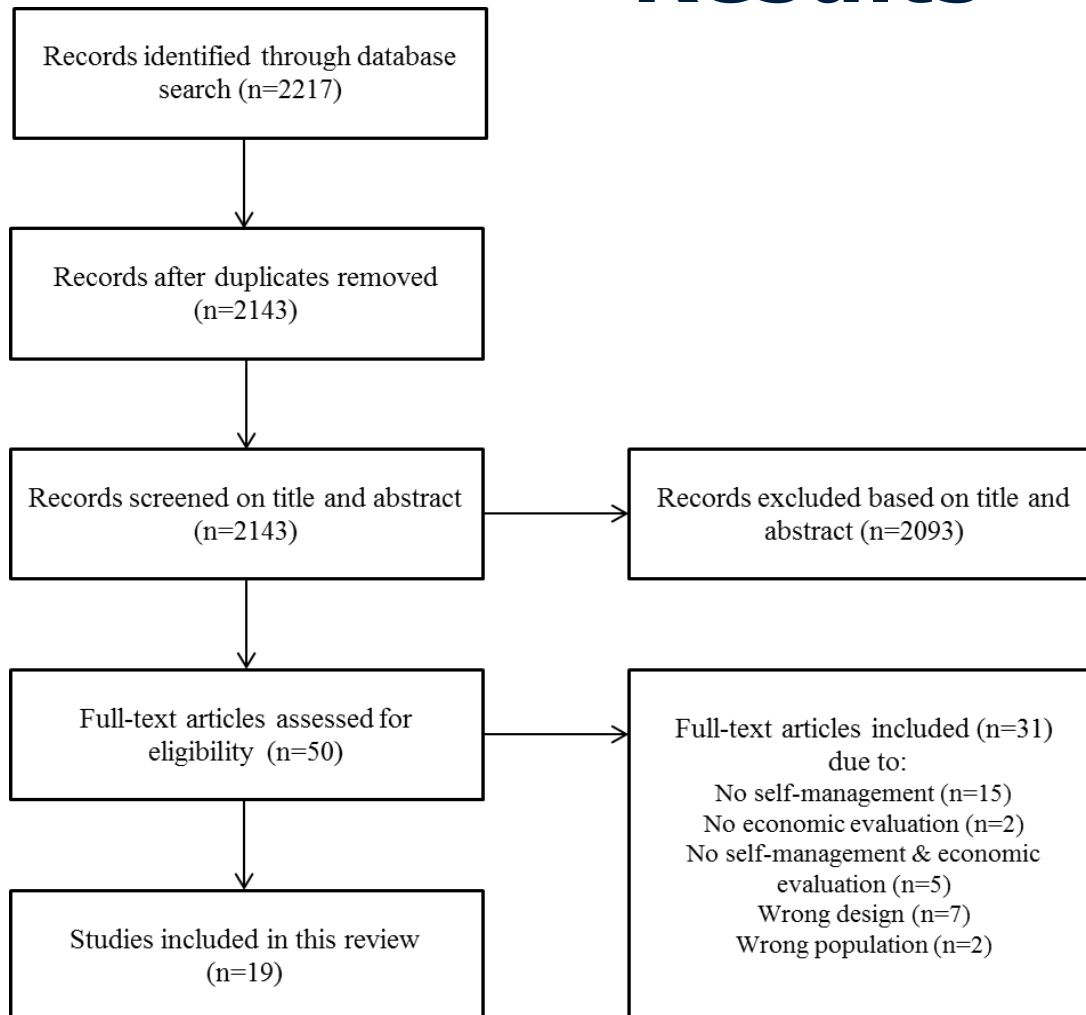 Results
Records identified through database
search (n=2217)
Records after duplicates removed
(n=2143)
Records screened on title and abstract
(n=2143)
Records excluded based on title and
abstract (n=2093)
Full-text articles assessed for
eligibility (n=50)
Full-text articles included (n=31)
due to:
No self-management (n=15)
No economic evaluation (n=2)
No self-management & economic
evaluation (n=5)
Wrong design (n=7)
Wrong population (n=2)
Studies included in this review
(n=19)